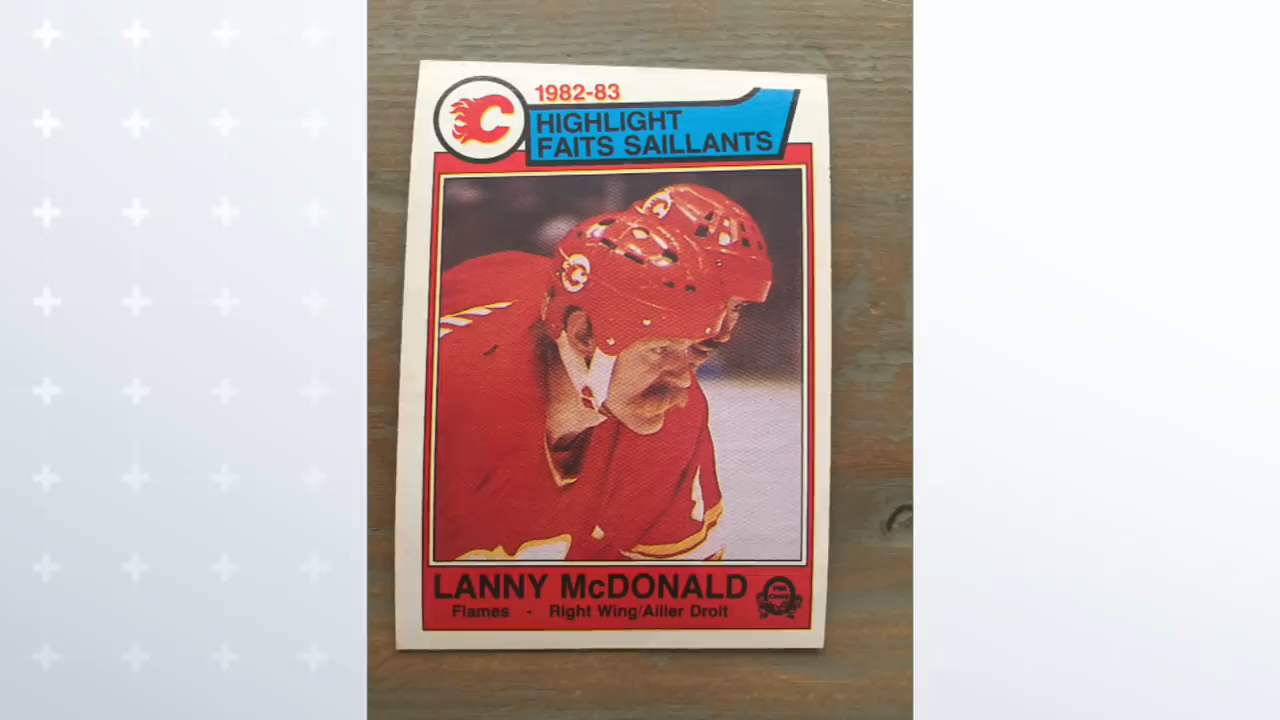 1982-83
HIGHLIGHT
FAITS SAILLANTS
LANNY McDONALD
Flames - Right Wing/Ailier Droit